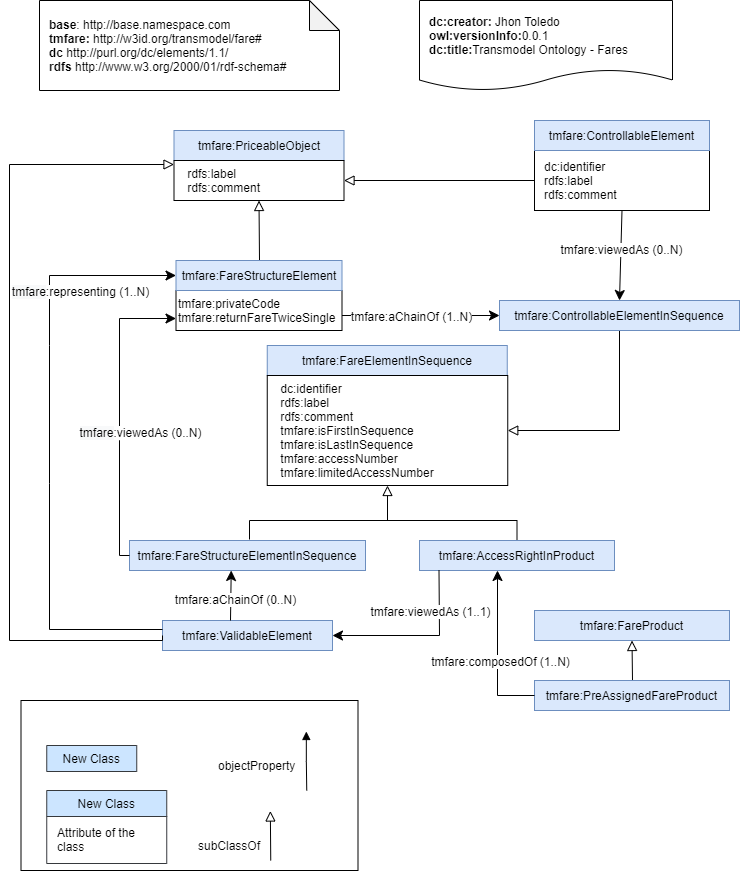 base: http://base.namespace.com
tmfare: http://w3id.org/transmodel/fare#
dc http://purl.org/dc/elements/1.1/
rdfs http://www.w3.org/2000/01/rdf-schema#
dc:creator: Jhon Toledo
owl:versionInfo:0.0.1
dc:title:Transmodel Ontology - Fares
tmfare:PriceableObject
rdfs:label
rdfs:comment
tmfare:ControllableElement
dc:identifier
rdfs:label
rdfs:comment
tmfare:viewedAs (0..N)
tmfare:FareStructureElement
tmfare:privateCode
tmfare:returnFareTwiceSingle
tmfare:representing (1..N)
tmfare:aChainOf (1..N)
tmfare:ControllableElementInSequence
tmfare:FareElementInSequence
dc:identifier
rdfs:label
rdfs:comment
tmfare:isFirstInSequence
tmfare:isLastInSequence
tmfare:accessNumber
tmfare:limitedAccessNumber
tmfare:viewedAs (0..N)
tmfare:FareStructureElementInSequence
tmfare:AccessRightInProduct
tmfare:aChainOf (0..N)
tmfare:viewedAs (1..1)
tmfare:ValidableElement
tmfare:FareProduct
tmfare:composedOf (1..N)
tmfare:PreAssignedFareProduct
New Class
objectProperty
New Class
Attribute of the
class
subClassOf